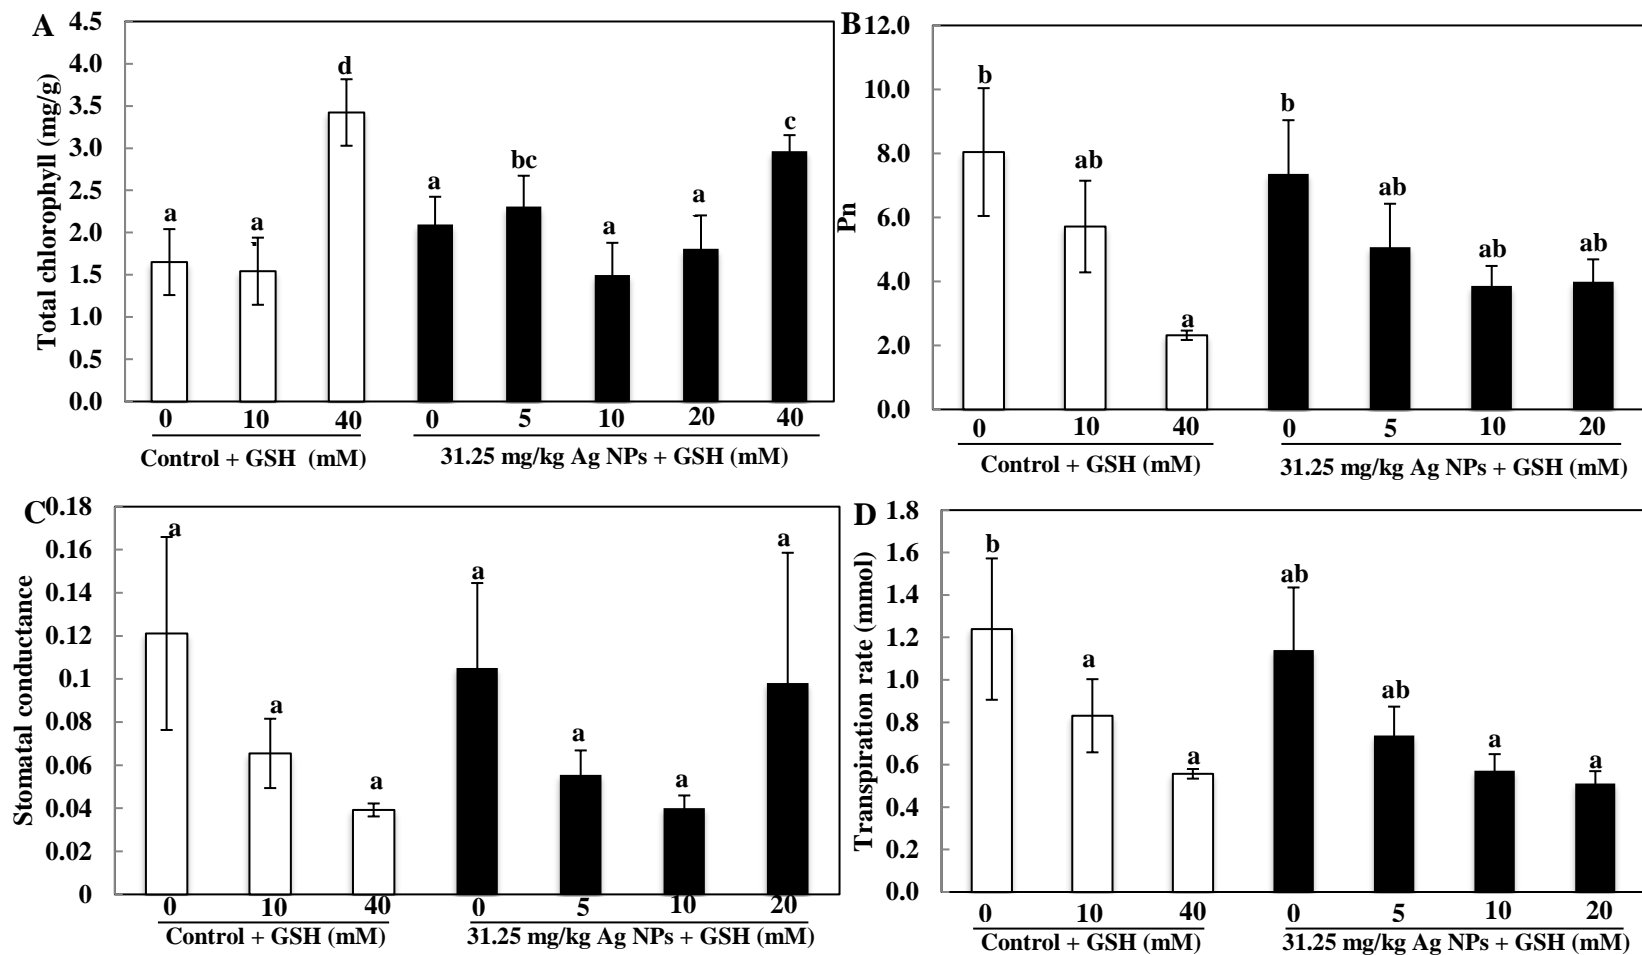 A
Total chlorophyll (mg/g)
4.5
4.0
3.5
3.0
2.5
2.0
1.5
1.0
0.5
0.0
a a d a bc a a c
0 10 40 0 5 10 20 40
Control + GSH (mM) 31.25 mg/kg Ag NPs + GSH (mM)
B
Pn
12.0
10.0
8.0
6.0
4.0
2.0
0.0
b ab a b ab ab ab
0 10 40 0 5 10 20
Control + GSH (mM) 31.25 mg/kg Ag NPs + GSH (mM)
C
Stomatal conductance
0.18
0.16
0.14
0.12
0.1
0.08
0.06
0.04
0.02
0
a a a a a a a
0 10 40 0 5 10 20
Control + GSH (mM) 31.25 mg/kg Ag NPs + GSH (mM)
D
Transpiration rate (mmol)
1.8
1.6
1.4
1.2
1.0
0.8
0.6
0.4
0.2
0.0
b a a ab ab a a
0 10 40 0 5 10 20
Control + GSH (mM) 31.25 mg/kg Ag NPs + GSH (mM)